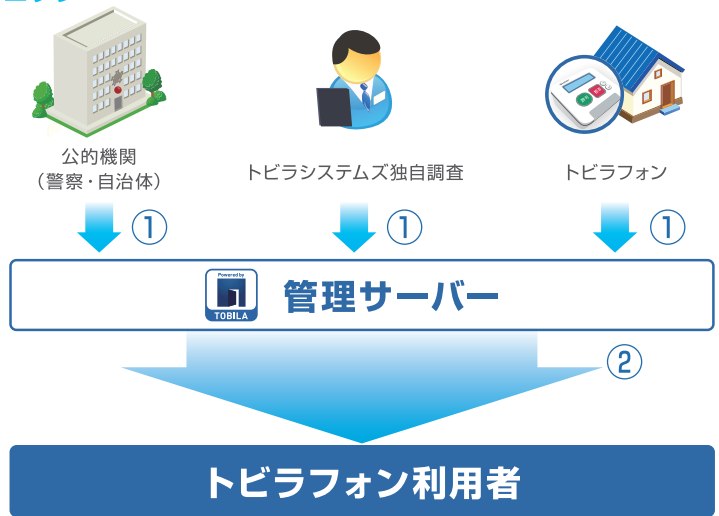 公的機関
（警察・自治体）
トビラシステムズ独自調査
トビラフォン
①
①
①
Powered by
TOBILA
管理サーバー
②
トビラフォン利用者